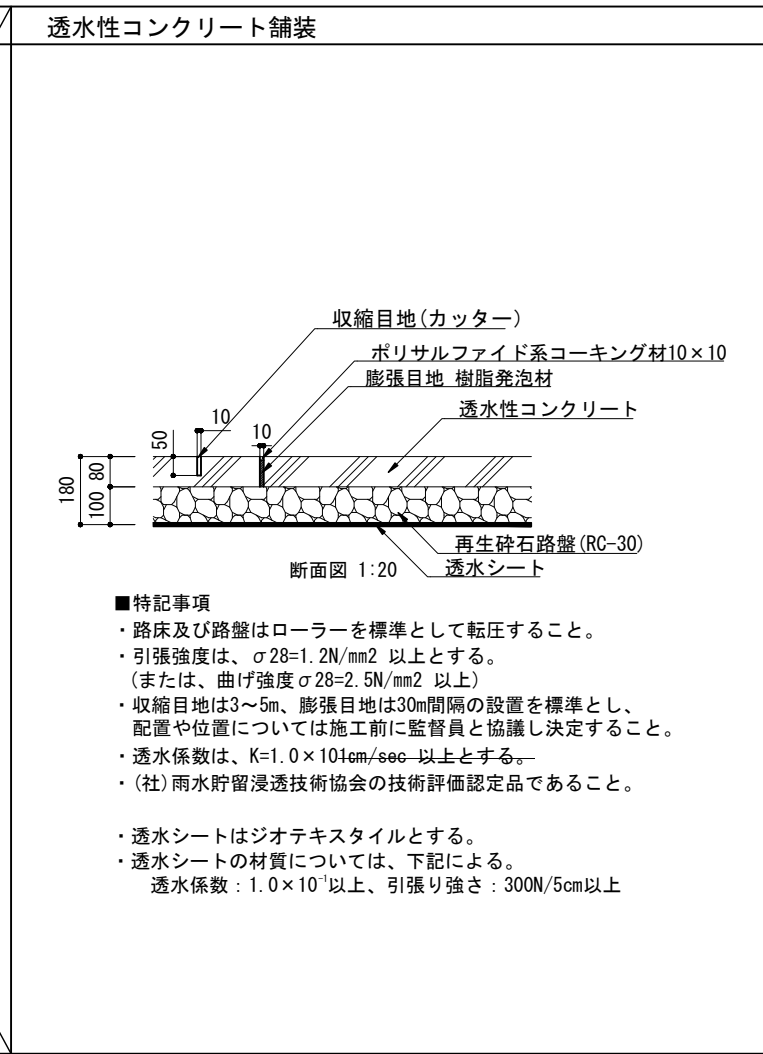 透水性コンクリート舗装
収縮目地(カッター)
ポリサルファイド系コーキング材10×10
膨張目地 樹脂発泡材
透水性コンクリート
10
10
50
80
180
100
再生砕石路盤(RC-30)
断面図 1:20
透水シート
■特記事項
・路床及び路盤はローラーを標準として転圧すること。
・引張強度は、σ28=1.2N/mm2 以上とする。
(または、曲げ強度σ28=2.5N/mm2 以上)
・収縮目地は3～5m、膨張目地は30m間隔の設置を標準とし、
配置や位置については施工前に監督員と協議し決定すること。
・透水係数は、K=1.0×101cm/sec 以上とする。
・(社)雨水貯留浸透技術協会の技術評価認定品であること。
・透水シートはジオテキスタイルとする。
・透水シートの材質については、下記による。
透水係数：1.0×10⁻¹以上、引張り強さ：300N/5cm以上